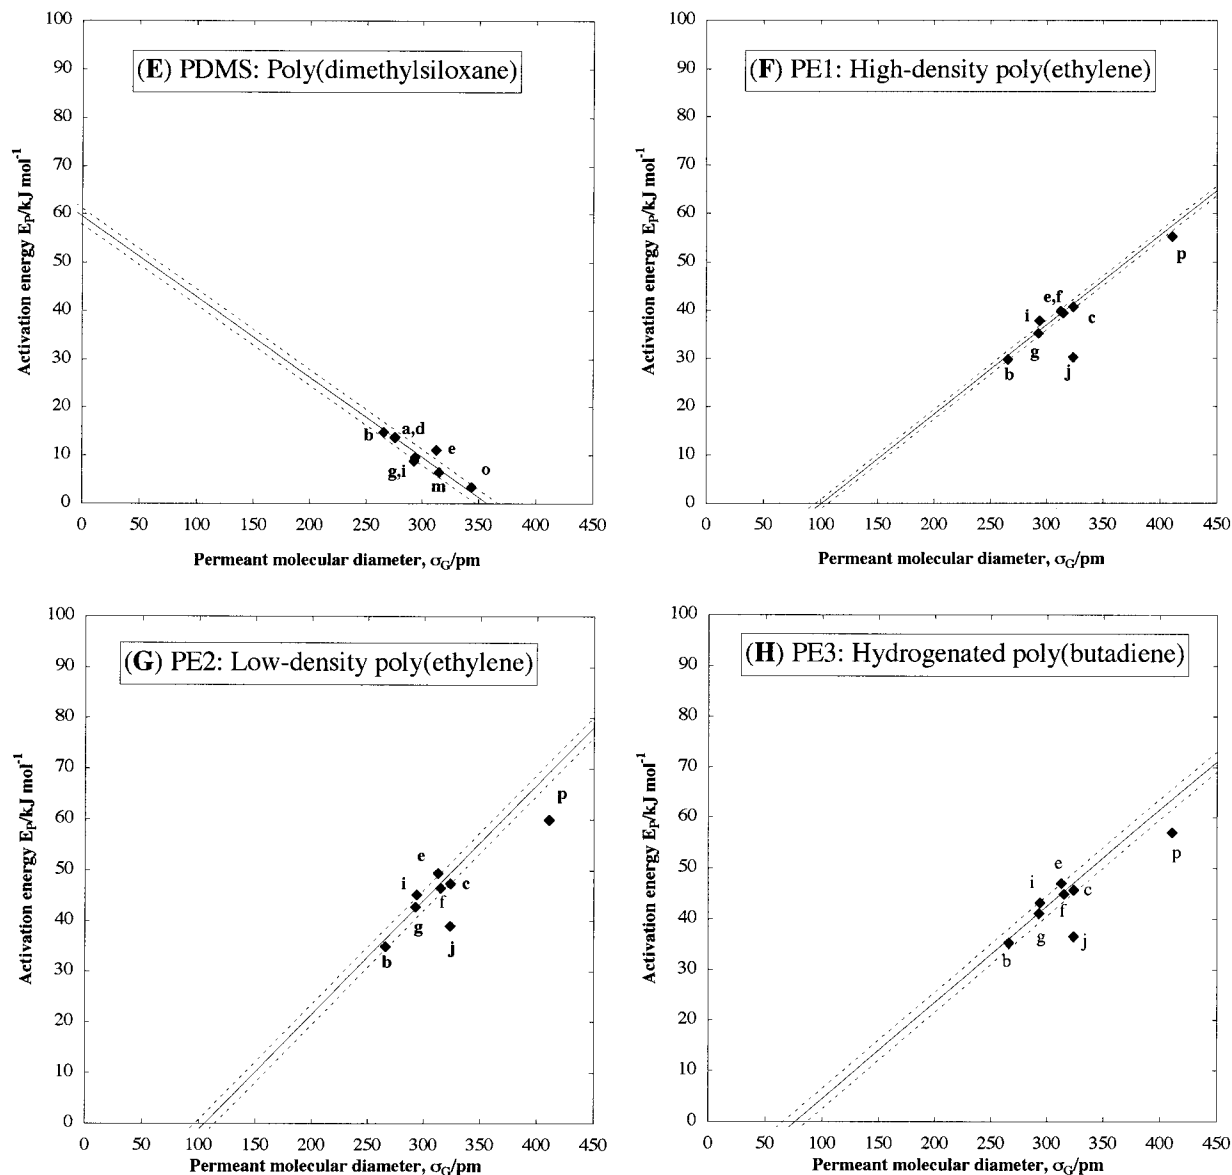 (E) PDMS: Poly(dimethylsiloxane)
Activation energy E_P/kJ mol⁻¹
100
90
80
70
60
50
40
30
20
10
0
b
a,d
e
g,i
m
o
0 50 100 150 200 250 300 350 400 450
Permeant molecular diameter, σ_G/pm
(F) PE1: High-density poly(ethylene)
Activation energy E_P/kJ mol⁻¹
100
90
80
70
60
50
40
30
20
10
0
e,f
i
c
g
b
j
p
0 50 100 150 200 250 300 350 400 450
Permeant molecular diameter, σ_G/pm
(G) PE2: Low-density poly(ethylene)
Activation energy E_P/kJ mol⁻¹
100
90
80
70
60
50
40
30
20
10
0
p
e
i
c
f
g
j
b
0 50 100 150 200 250 300 350 400 450
Permeant molecular diameter, σ_G/pm
(H) PE3: Hydrogenated poly(butadiene)
Activation energy E_P/kJ mol⁻¹
100
90
80
70
60
50
40
30
20
10
0
e
p
i
c
f
g
j
b
0 50 100 150 200 250 300 350 400 450
Permeant molecular diameter, σ_G/pm